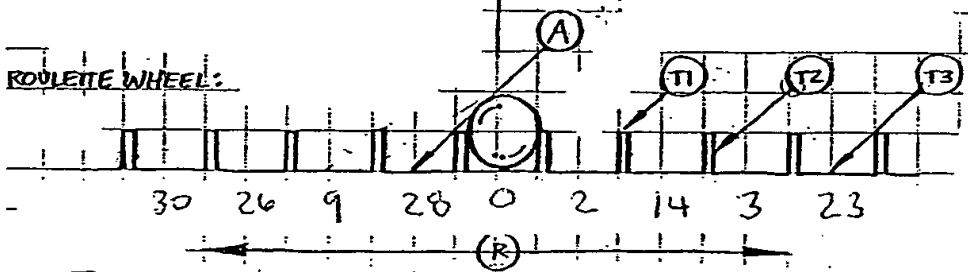 A
ROULETTE WHEEL:
T1 T2 T3
30 26 9 28 0 2 14 3 23
R